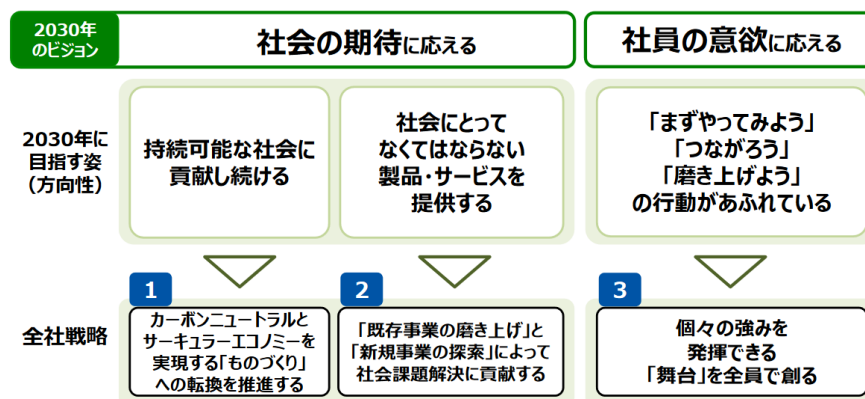 2030年
のビジョン
社会の期待に応える
社員の意欲に応える
2030年に
目指す姿
（方向性）
持続可能な社会に
貢献し続ける
社会にとって
なくてはならない
製品・サービスを
提供する
「まずやってみよう」
「つながろう」
「磨き上げよう」
の行動があふれている
全社戦略
1
カーボンニュートラルと
サーキュラーエコノミーを
実現する「ものづくり」
への転換を推進する
2
「既存事業の磨き上げ」と
「新規事業の探索」によって
社会課題解決に貢献する
3
個々の強みを
発揮できる
「舞台」を全員で創る